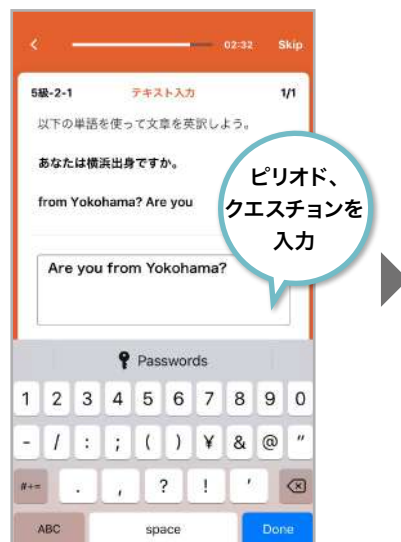 < 02:32 Skip
5級-2-1 テキスト入力 1/1
以下の単語を使って文章を英訳しよう。
あなたは横浜出身ですか。
from Yokohama? Are you
ピリオド、
クエスチョンを
入力
Are you from Yokohama?
Passwords
1 2 3 4 5 6 7 8 9 0
- / : ; ( ) ¥ & @ "
#+= . , ? ! '
ABC space Done